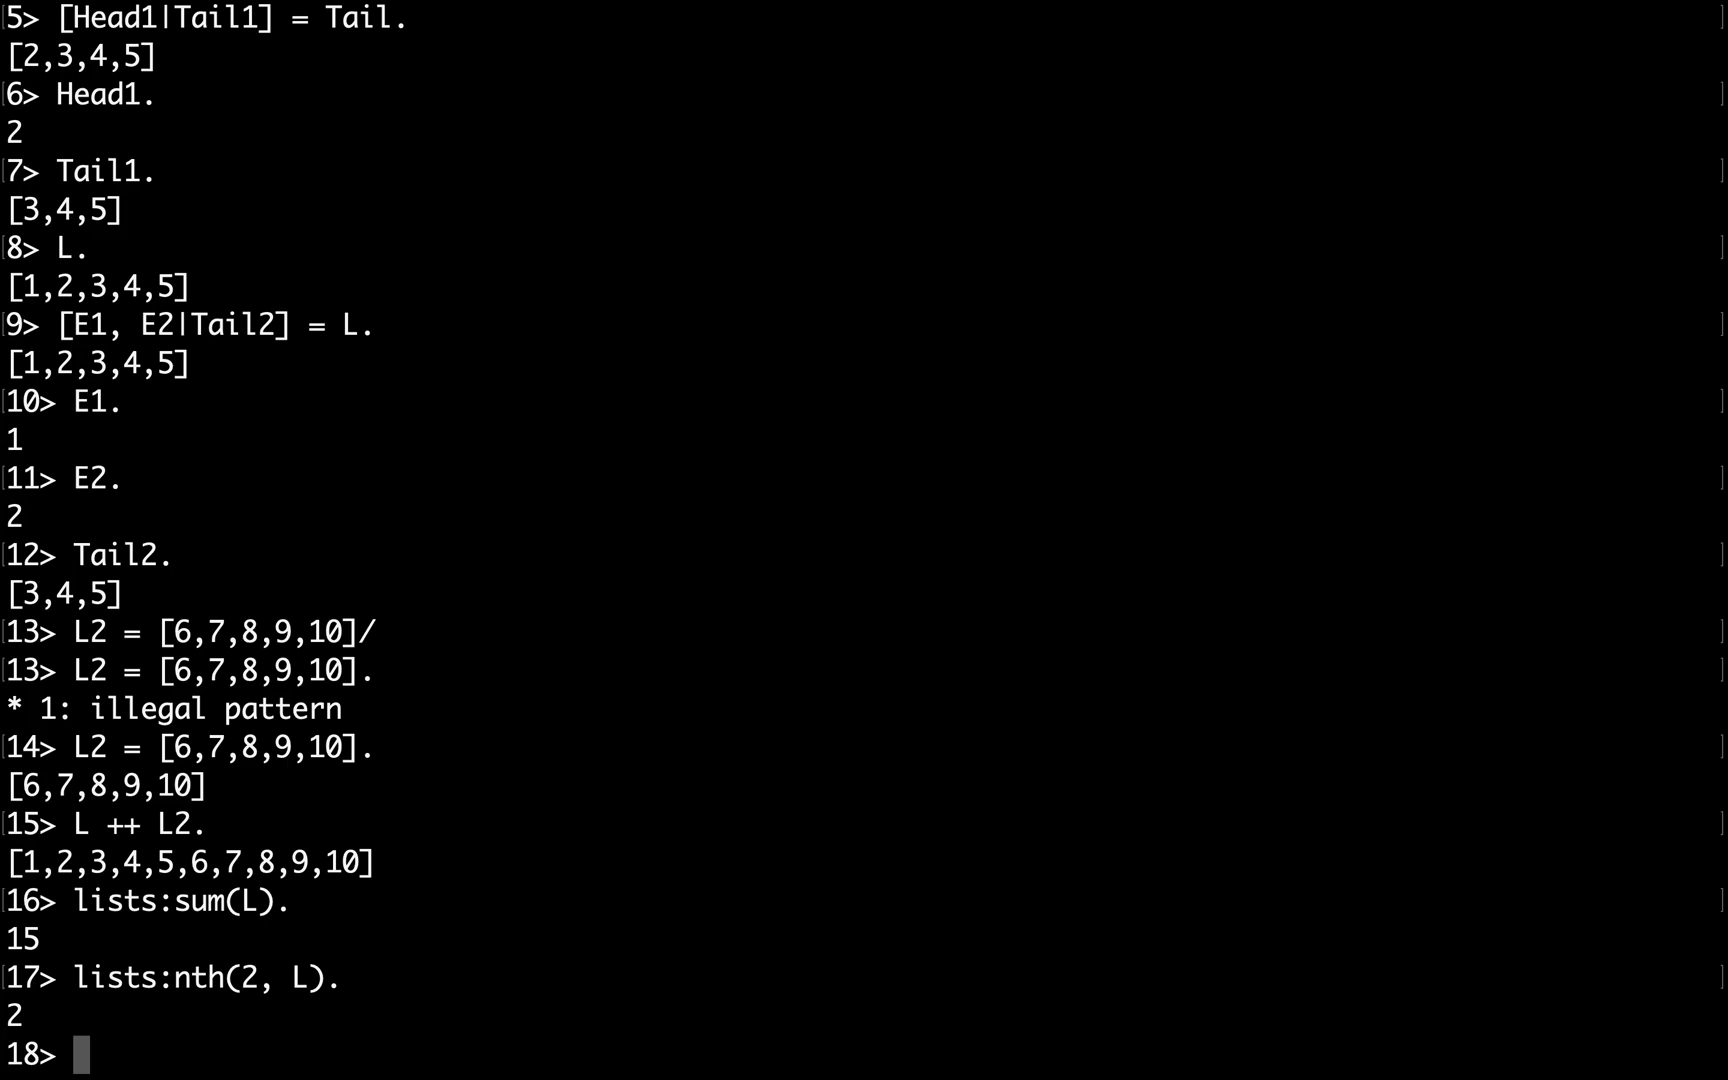 5> [Head1|Tail1] = Tail.
[2,3,4,5]
6> Head1.
2
7> Tail1.
[3,4,5]
8> L.
[1,2,3,4,5]
9> [E1, E2|Tail2] = L.
[1,2,3,4,5]
10> E1.
1
11> E2.
2
12> Tail2.
[3,4,5]
13> L2 = [6,7,8,9,10]/
13> L2 = [6,7,8,9,10].
* 1: illegal pattern
14> L2 = [6,7,8,9,10].
[6,7,8,9,10]
15> L ++ L2.
[1,2,3,4,5,6,7,8,9,10]
16> lists:sum(L).
15
17> lists:nth(2, L).
2
18>